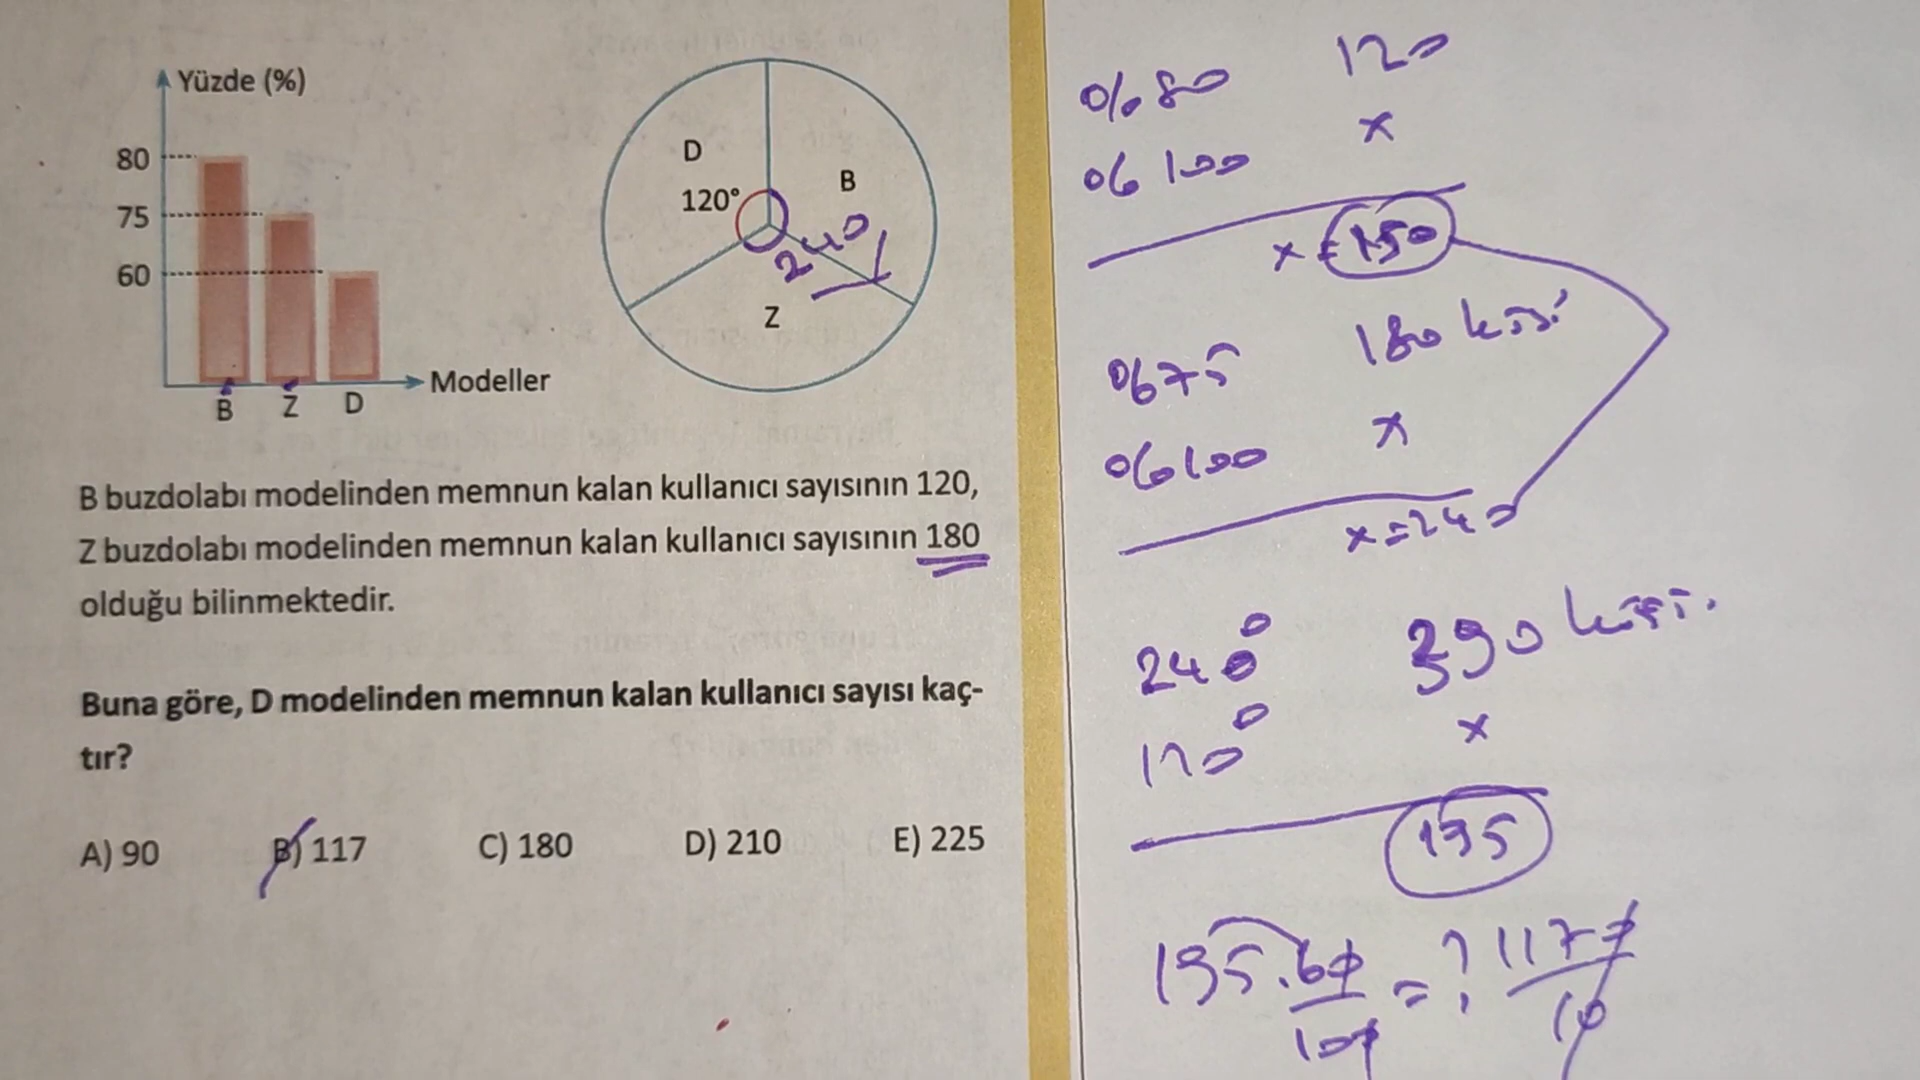 Yüzde (%)
80
75
60
B Z D
Modeller
D
120°
B
240
Z
B buzdolabı modelinden memnun kalan kullanıcı sayısının 120,
Z buzdolabı modelinden memnun kalan kullanıcı sayısının 180
olduğu bilinmektedir.
Buna göre, D modelinden memnun kalan kullanıcı sayısı kaç-
tır?
A) 90 B) 117 C) 180 D) 210 E) 225
%80 120
%100 x
x = 150
%75 180 kişi
%100 x
x = 240
240° 390 kişi
120° x
195
195.60/100 = ? 1170/10